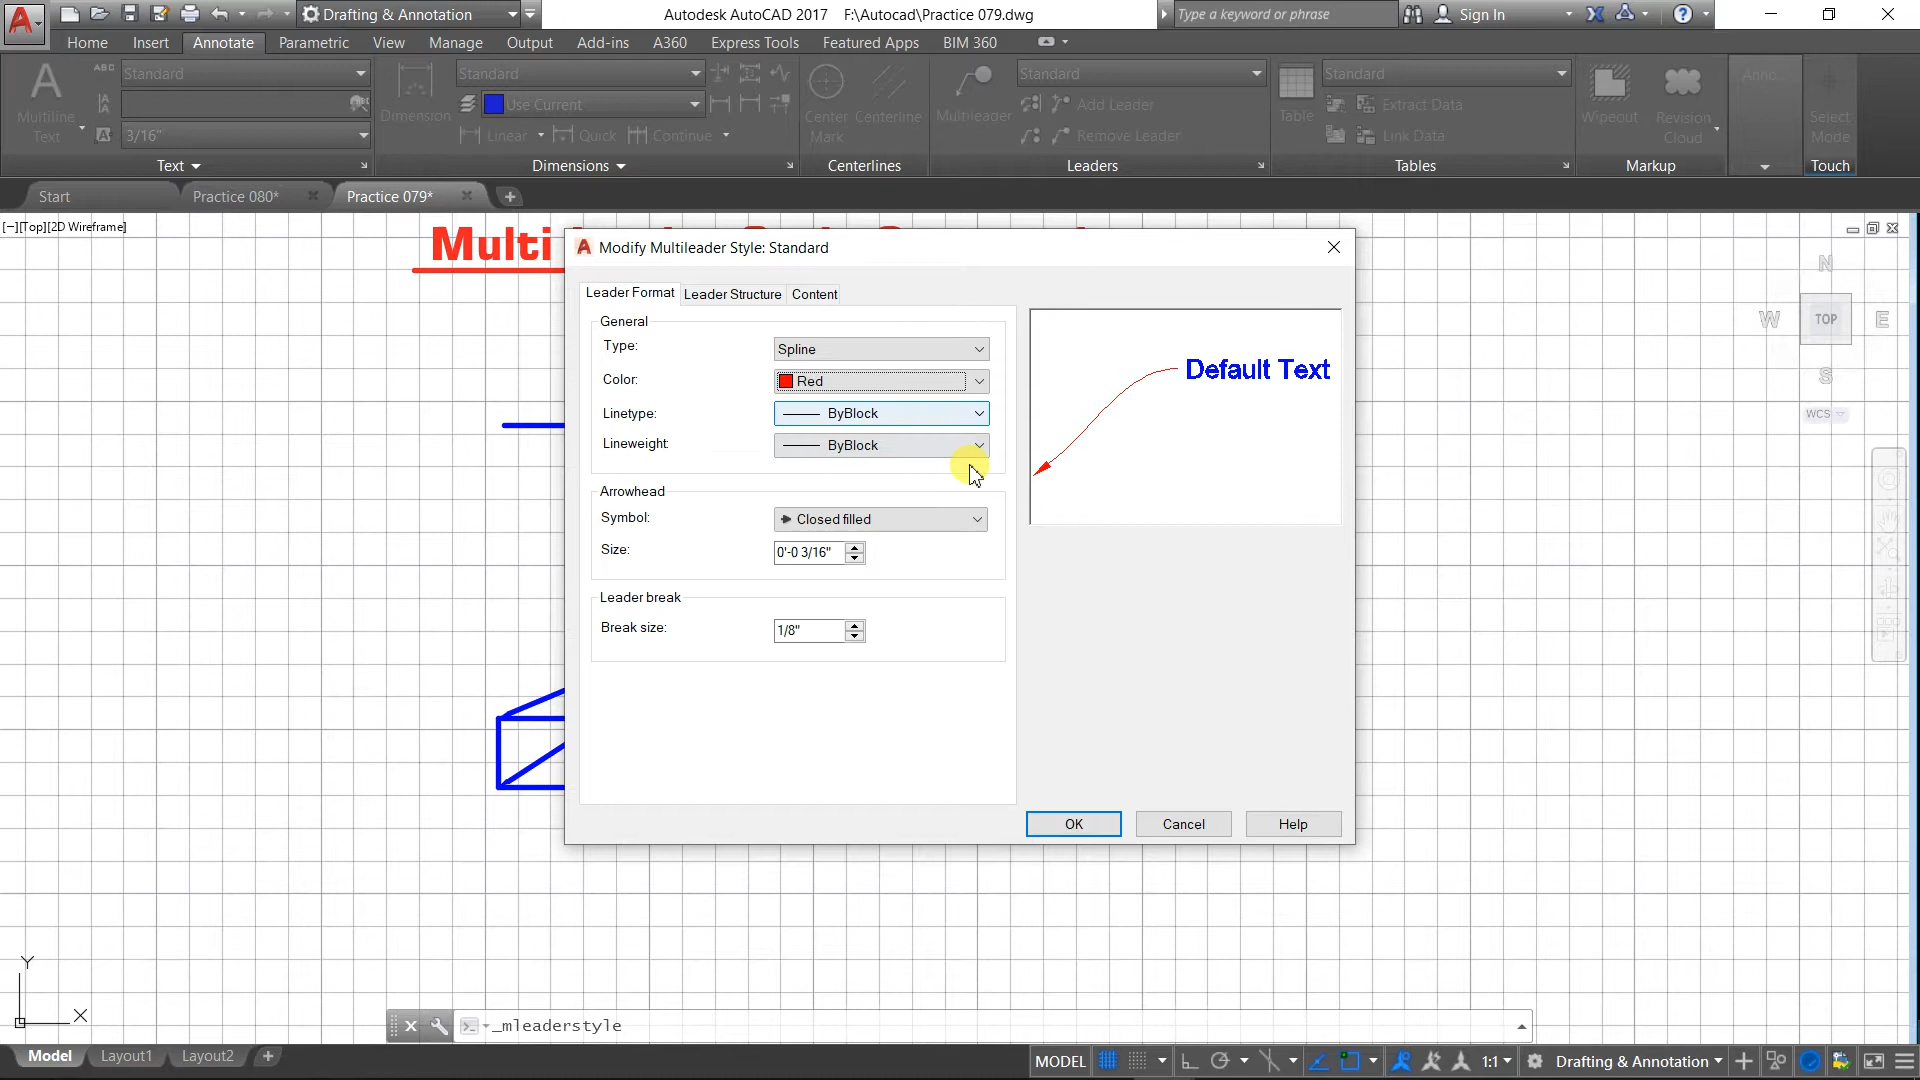 Drafting & Annotation
Autodesk AutoCAD 2017 F:\Autocad\Practice 079.dwg
Type a keyword or phrase
Sign In
Home Insert Annotate Parametric View Manage Output Add-ins A360 Express Tools Featured Apps BIM 360
Multiline Text
ABC Standard
3/16"
Text
Dimension
Standard
Use Current
Linear Quick Continue
Dimensions
Center Mark Centerline
Centerlines
Multileader
Standard
Add Leader
Remove Leader
Leaders
Table
Standard
Extract Data
Link Data
Tables
Wipeout Revision Cloud
Markup
Anno...
Select Mode
Touch
Start Practice 080* Practice 079*
[−][Top][2D Wireframe]
Multi
Modify Multileader Style: Standard
Leader Format Leader Structure Content
General
Type: Spline
Color: Red
Linetype: ByBlock
Lineweight: ByBlock
Arrowhead
Symbol: Closed filled
Size: 0'-0 3/16"
Leader break
Break size: 1/8"
Default Text
OK Cancel Help
N
W TOP E
S
WCS
Y
X
_mleaderstyle
Model Layout1 Layout2
MODEL 1:1 Drafting & Annotation